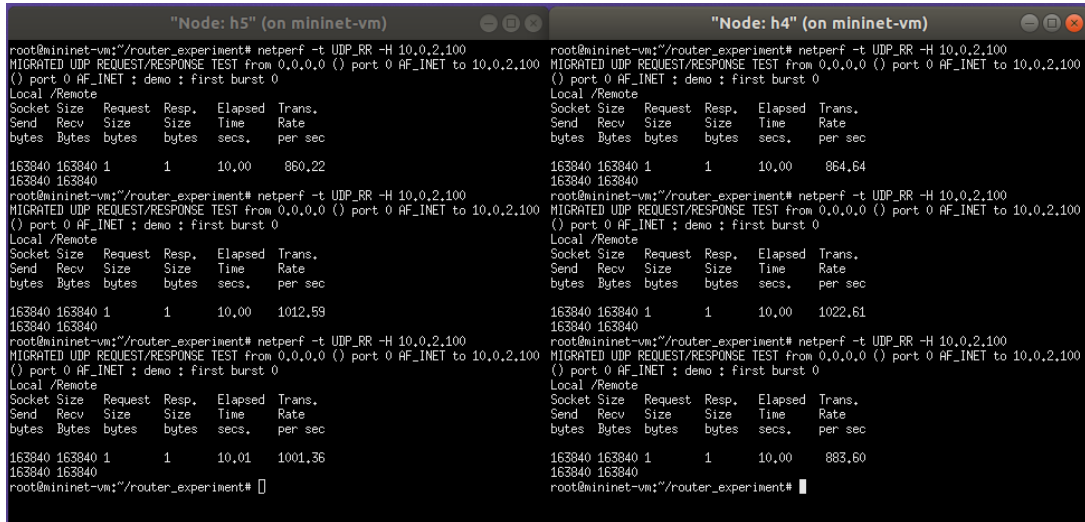 "Node: h5" (on mininet-vm)
root@mininet-vm:~/router_experiment# netperf -t UDP_RR -H 10.0.2.100
MIGRATED UDP REQUEST/RESPONSE TEST from 0.0.0.0 () port 0 AF_INET to 10.0.2.100
() port 0 AF_INET : demo : first burst 0
Local /Remote
Socket Size   Request  Resp.   Elapsed  Trans.
Send   Recv   Size     Size    Time     Rate
bytes  Bytes  bytes    bytes   secs.    per sec
163840 163840 1        1       10.00     860.22
163840 163840
root@mininet-vm:~/router_experiment# netperf -t UDP_RR -H 10.0.2.100
MIGRATED UDP REQUEST/RESPONSE TEST from 0.0.0.0 () port 0 AF_INET to 10.0.2.100
() port 0 AF_INET : demo : first burst 0
Local /Remote
Socket Size   Request  Resp.   Elapsed  Trans.
Send   Recv   Size     Size    Time     Rate
bytes  Bytes  bytes    bytes   secs.    per sec
163840 163840 1        1       10.00    1012.59
163840 163840
root@mininet-vm:~/router_experiment# netperf -t UDP_RR -H 10.0.2.100
MIGRATED UDP REQUEST/RESPONSE TEST from 0.0.0.0 () port 0 AF_INET to 10.0.2.100
() port 0 AF_INET : demo : first burst 0
Local /Remote
Socket Size   Request  Resp.   Elapsed  Trans.
Send   Recv   Size     Size    Time     Rate
bytes  Bytes  bytes    bytes   secs.    per sec
163840 163840 1        1       10.01    1001.36
163840 163840
root@mininet-vm:~/router_experiment#
"Node: h4" (on mininet-vm)
root@mininet-vm:~/router_experiment# netperf -t UDP_RR -H 10.0.2.100
MIGRATED UDP REQUEST/RESPONSE TEST from 0.0.0.0 () port 0 AF_INET to 10.0.2.100
() port 0 AF_INET : demo : first burst 0
Local /Remote
Socket Size   Request  Resp.   Elapsed  Trans.
Send   Recv   Size     Size    Time     Rate
bytes  Bytes  bytes    bytes   secs.    per sec
163840 163840 1        1       10.00     864.64
163840 163840
root@mininet-vm:~/router_experiment# netperf -t UDP_RR -H 10.0.2.100
MIGRATED UDP REQUEST/RESPONSE TEST from 0.0.0.0 () port 0 AF_INET to 10.0.2.100
() port 0 AF_INET : demo : first burst 0
Local /Remote
Socket Size   Request  Resp.   Elapsed  Trans.
Send   Recv   Size     Size    Time     Rate
bytes  Bytes  bytes    bytes   secs.    per sec
163840 163840 1        1       10.00    1022.61
163840 163840
root@mininet-vm:~/router_experiment# netperf -t UDP_RR -H 10.0.2.100
MIGRATED UDP REQUEST/RESPONSE TEST from 0.0.0.0 () port 0 AF_INET to 10.0.2.100
() port 0 AF_INET : demo : first burst 0
Local /Remote
Socket Size   Request  Resp.   Elapsed  Trans.
Send   Recv   Size     Size    Time     Rate
bytes  Bytes  bytes    bytes   secs.    per sec
163840 163840 1        1       10.00     883.60
163840 163840
root@mininet-vm:~/router_experiment#